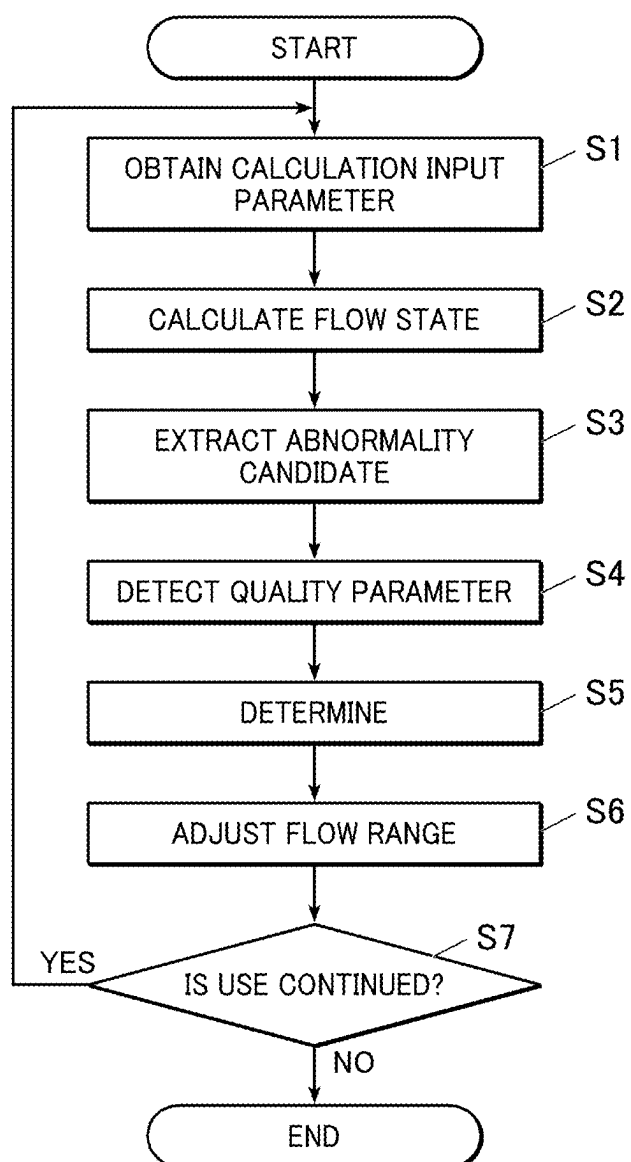 START
OBTAIN CALCULATION INPUT
PARAMETER
S1
CALCULATE FLOW STATE
S2
EXTRACT ABNORMALITY
CANDIDATE
S3
DETECT QUALITY PARAMETER
S4
DETERMINE
S5
ADJUST FLOW RANGE
S6
S7
YES
IS USE CONTINUED?
NO
END